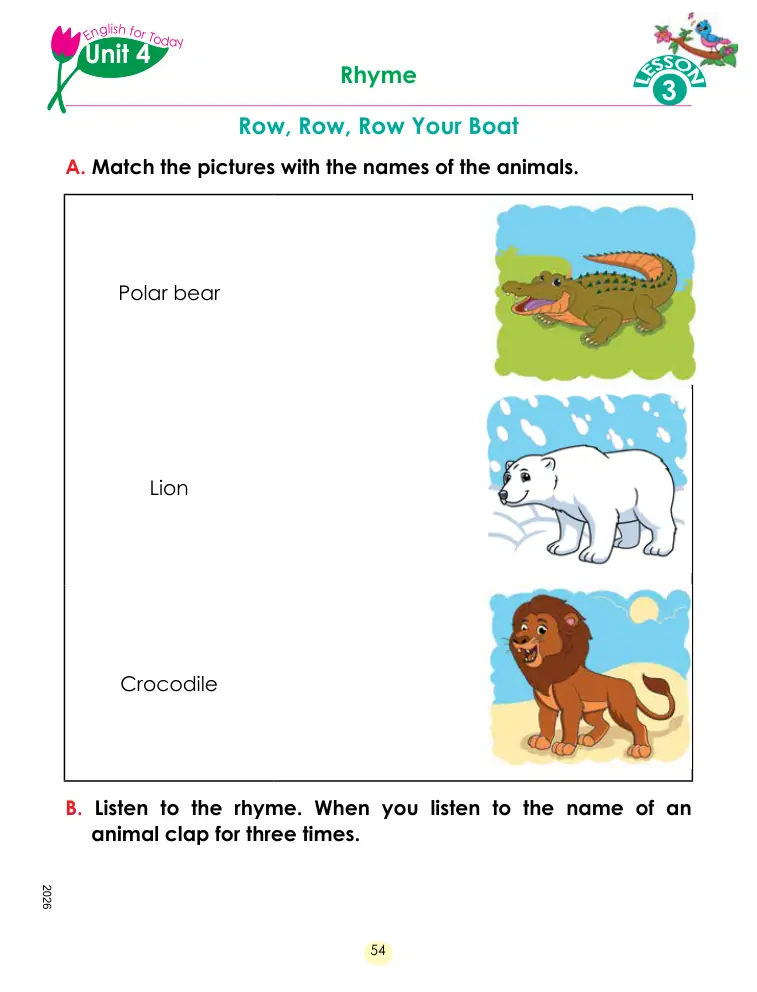 English for Today
Unit 4
Rhyme
LESSON
3
Row, Row, Row Your Boat
A. Match the pictures with the names of the animals.
Polar bear
Lion
Crocodile
B. Listen to the rhyme. When you listen to the name of an
animal clap for three times.
2026
54